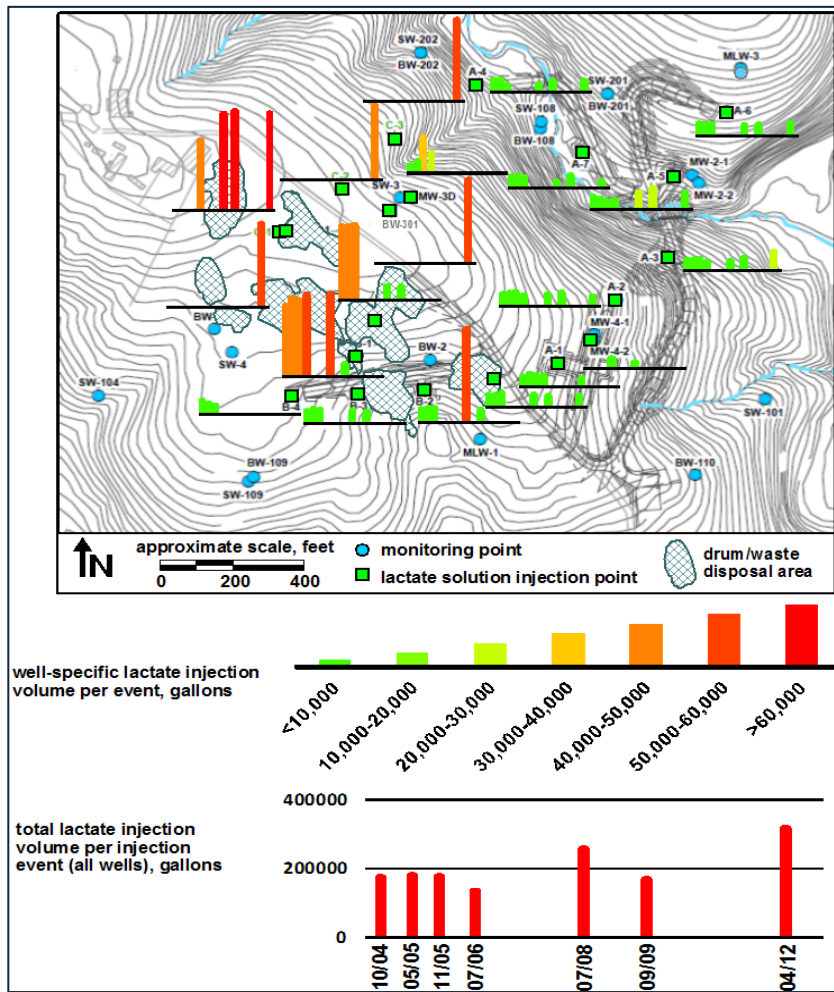 SW-202
BW-202
A-4
MLW-3
SW-201
BW-201
SW-108
BW-108
A-6
C-3
A-7
A-5
MW-2-1
MW-2-2
C-2
SW-3
MW-3D
BW-301
A-3
A-2
MW-4-1
MW-4-2
A-1
BW-2
SW-4
SW-104
B-4
B-3
B-2
SW-101
MLW-1
BW-109
SW-109
BW-110
N
approximate scale, feet
0 200 400
monitoring point
lactate solution injection point
drum/waste
disposal area
well-specific lactate injection
volume per event, gallons
<10,000
10,000-20,000
20,000-30,000
30,000-40,000
40,000-50,000
50,000-60,000
>60,000
total lactate injection
volume per injection
event (all wells), gallons
400000
200000
0
10/04
05/05
11/05
07/06
07/08
09/09
04/12